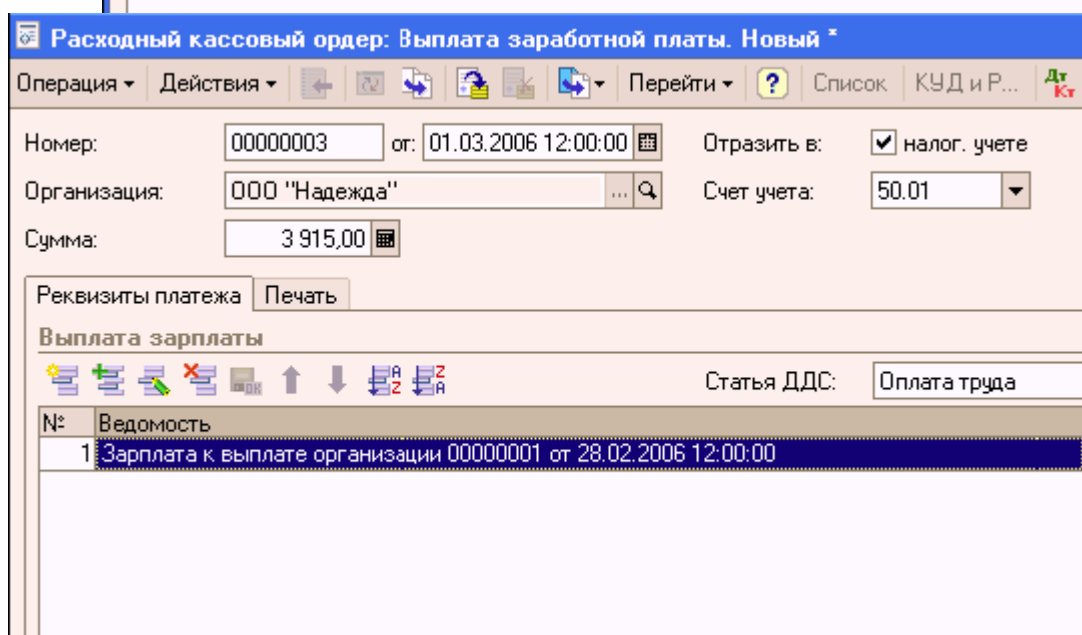 Расходный кассовый ордер: Выплата заработной платы. Новый *
Операция Действия Перейти ? Список КУД и Р... Дт Кт
Номер: 00000003 от: 01.03.2006 12:00:00 Отразить в: налог. учете
Организация: ООО "Надежда" ... Счет учета: 50.01
Сумма: 3 915,00
Реквизиты платежа Печать
Выплата зарплаты
Статья ДДС: Оплата труда
№ Ведомость
1 Зарплата к выплате организации 00000001 от 28.02.2006 12:00:00